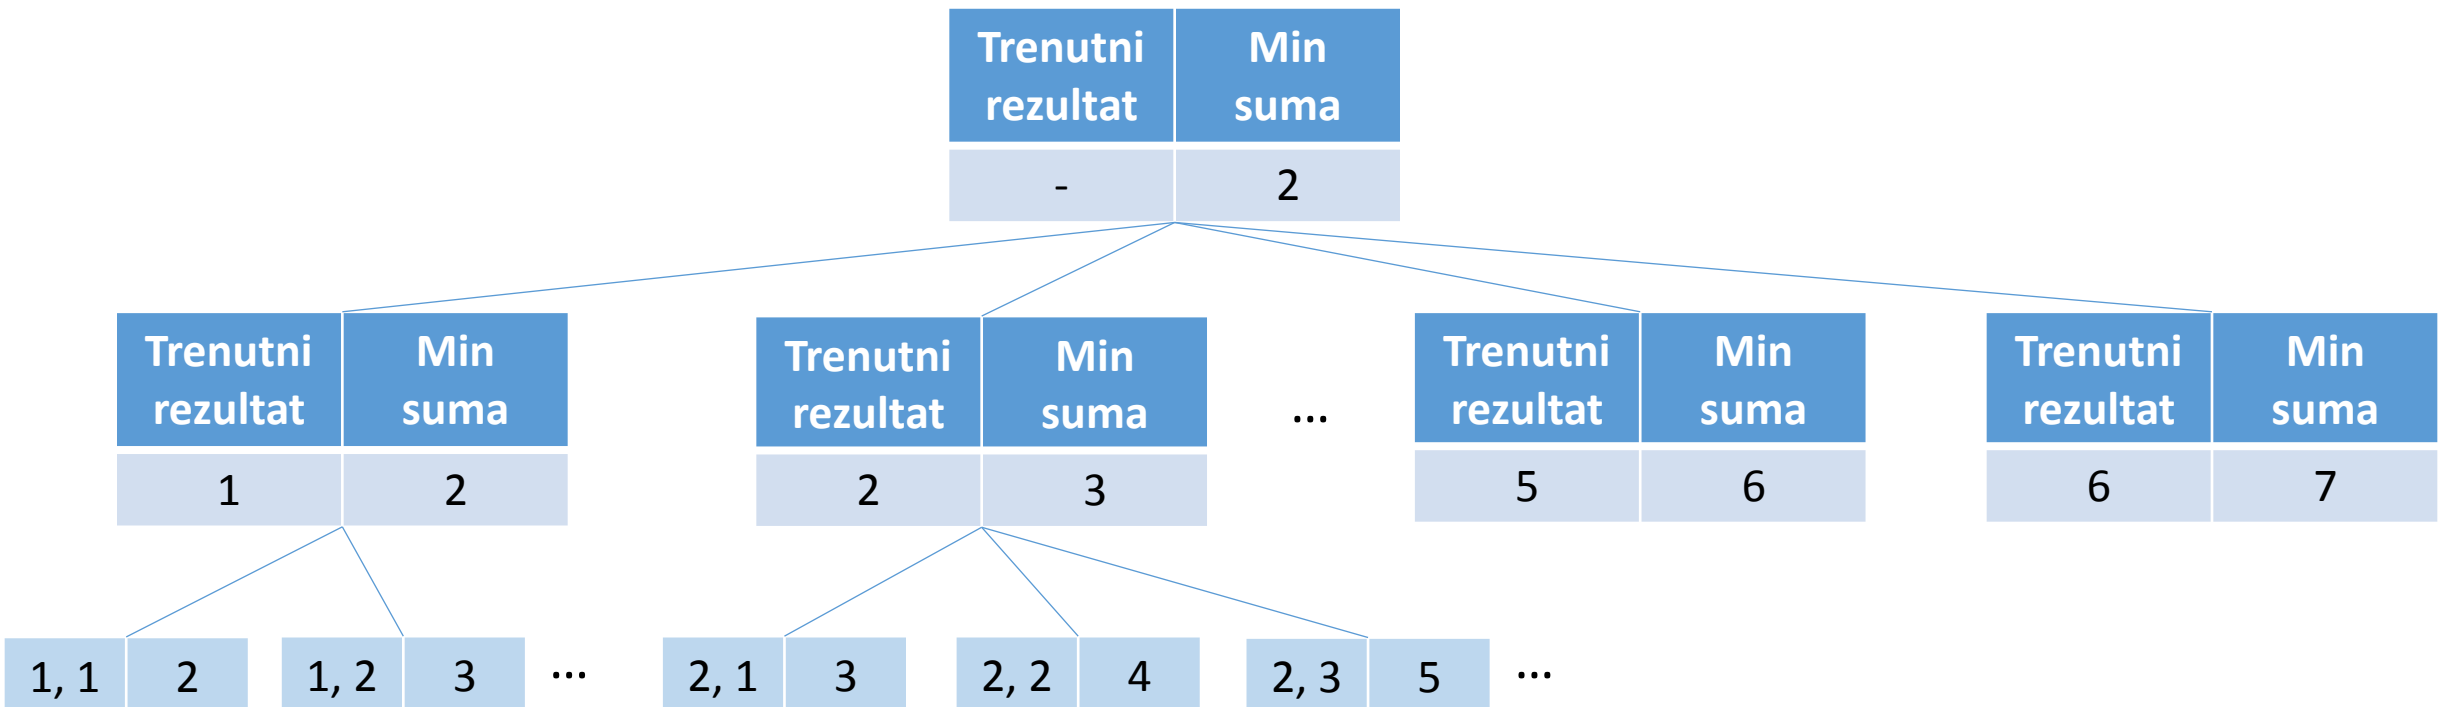 Trenutni rezultat Min suma
- 2
Trenutni rezultat Min suma
1 2
Trenutni rezultat Min suma
2 3
...
Trenutni rezultat Min suma
5 6
Trenutni rezultat Min suma
6 7
1, 1 2
1, 2 3
...
2, 1 3
2, 2 4
2, 3 5
...